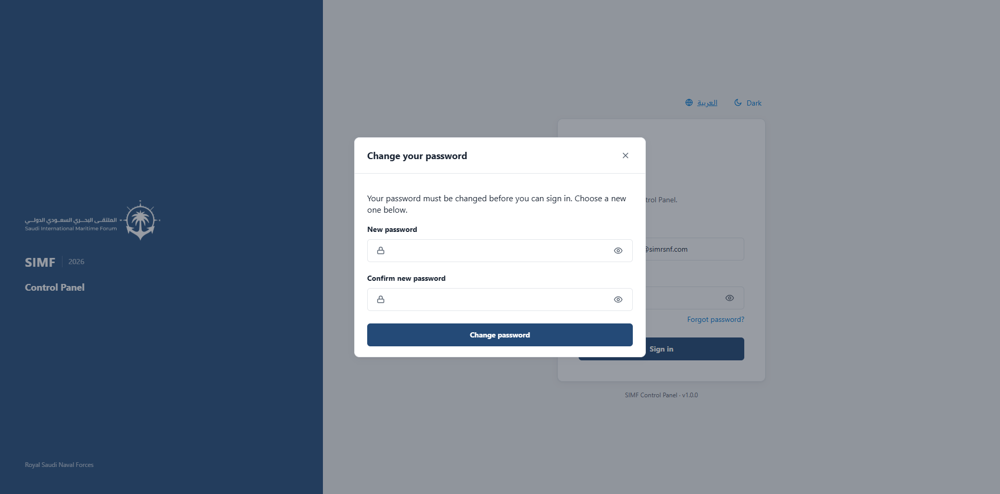 الملتقى البحري السعودي الدولي
Saudi International Maritime Forum
SIMF
2026
Control Panel
Royal Saudi Naval Forces
العربية
Dark
Change your password
Your password must be changed before you can sign in. Choose a new
one below.
New password
Confirm new password
Change password
Control Panel.
@simrsnf.com
Forgot password?
Sign in
SIMF Control Panel · v1.0.0